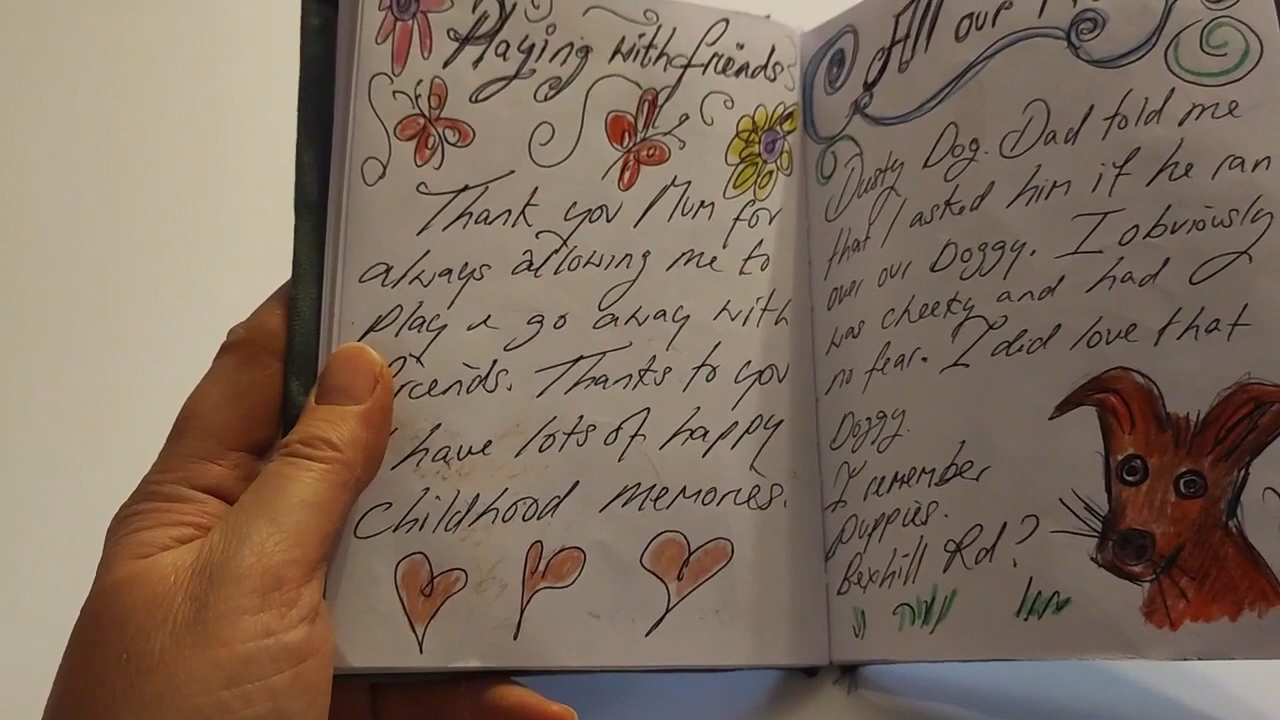 Playing with friends
Thank you Mum for
always allowing me to
play & go away with
friends. Thanks to you
I have lots of happy
Childhood memories.
All our
Dusty Dog. Dad told me
that I asked him if he ran
over our Doggy. I obviously
was cheeky and had
no fear. I did love that
Doggy.
I remember
puppies.
Bexhill Rd?